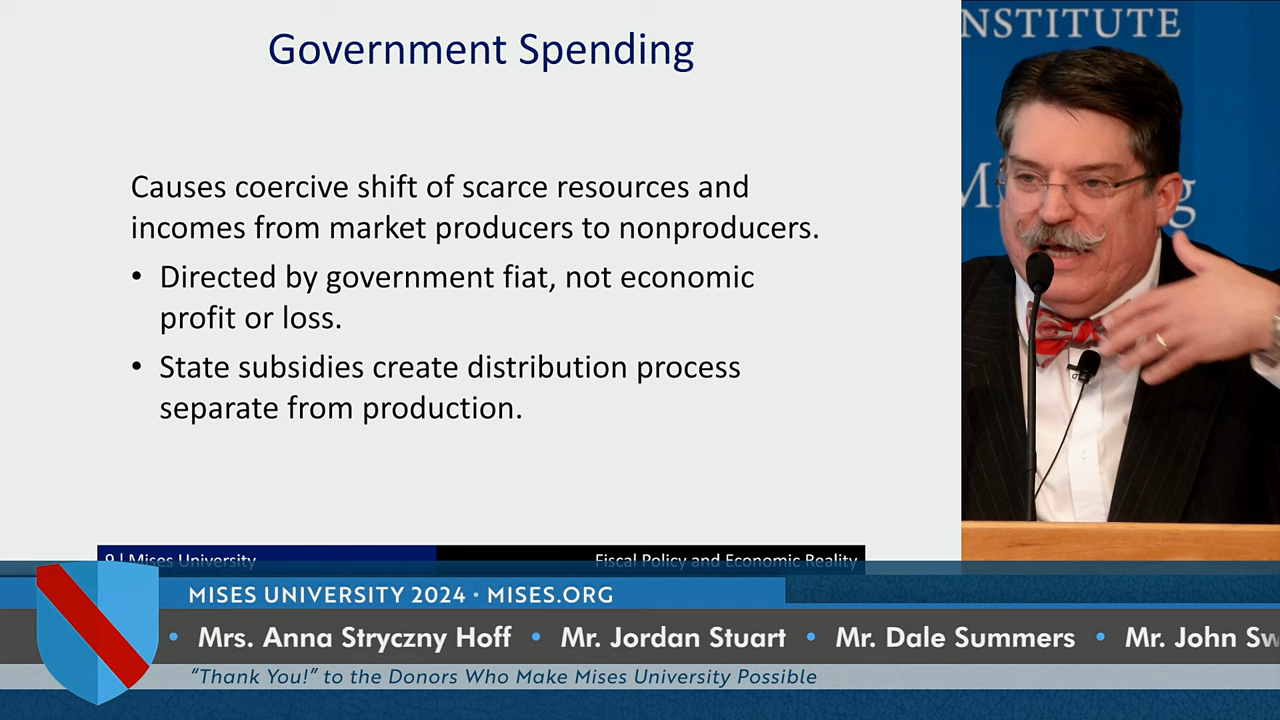 Government Spending
Causes coercive shift of scarce resources and
incomes from market producers to nonproducers.
• Directed by government fiat, not economic
profit or loss.
• State subsidies create distribution process
separate from production.
9 | Mises University
Fiscal Policy and Economic Reality
NSTITUTE
MISES UNIVERSITY 2024 • MISES.ORG
• Mrs. Anna Stryczny Hoff • Mr. Jordan Stuart • Mr. Dale Summers • Mr. John Sw
“Thank You!” to the Donors Who Make Mises University Possible